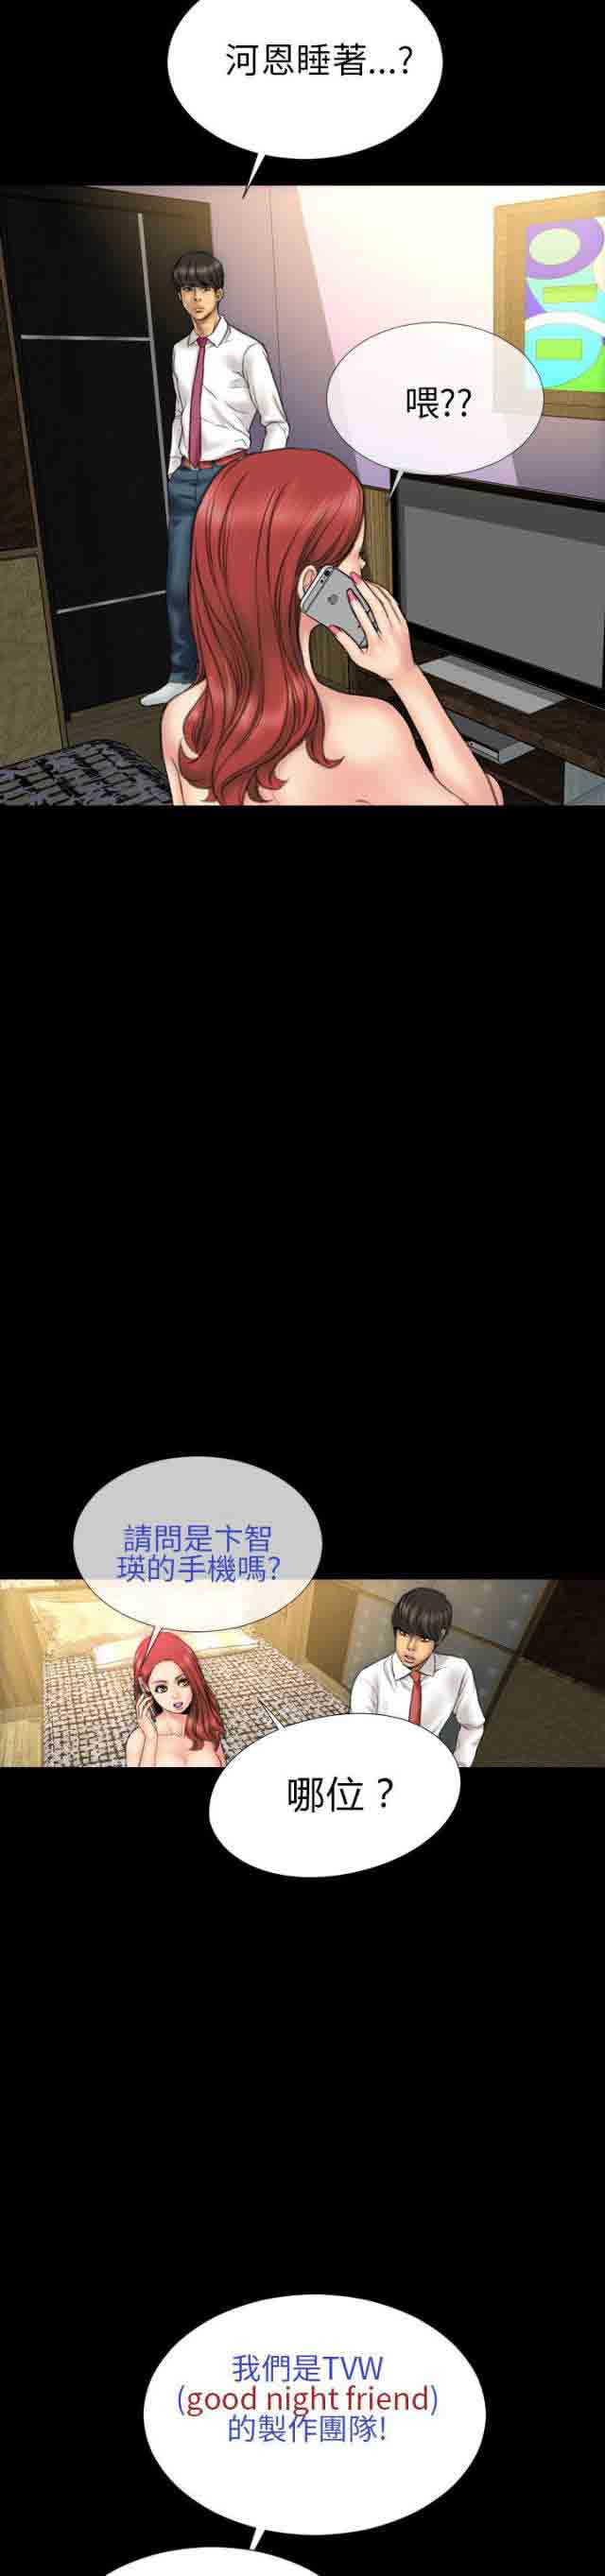 河恩睡著...?
喂??
請問是卞智
瑛的手機嗎?
哪位？
我們是TVW
(good night friend)
的製作團隊!